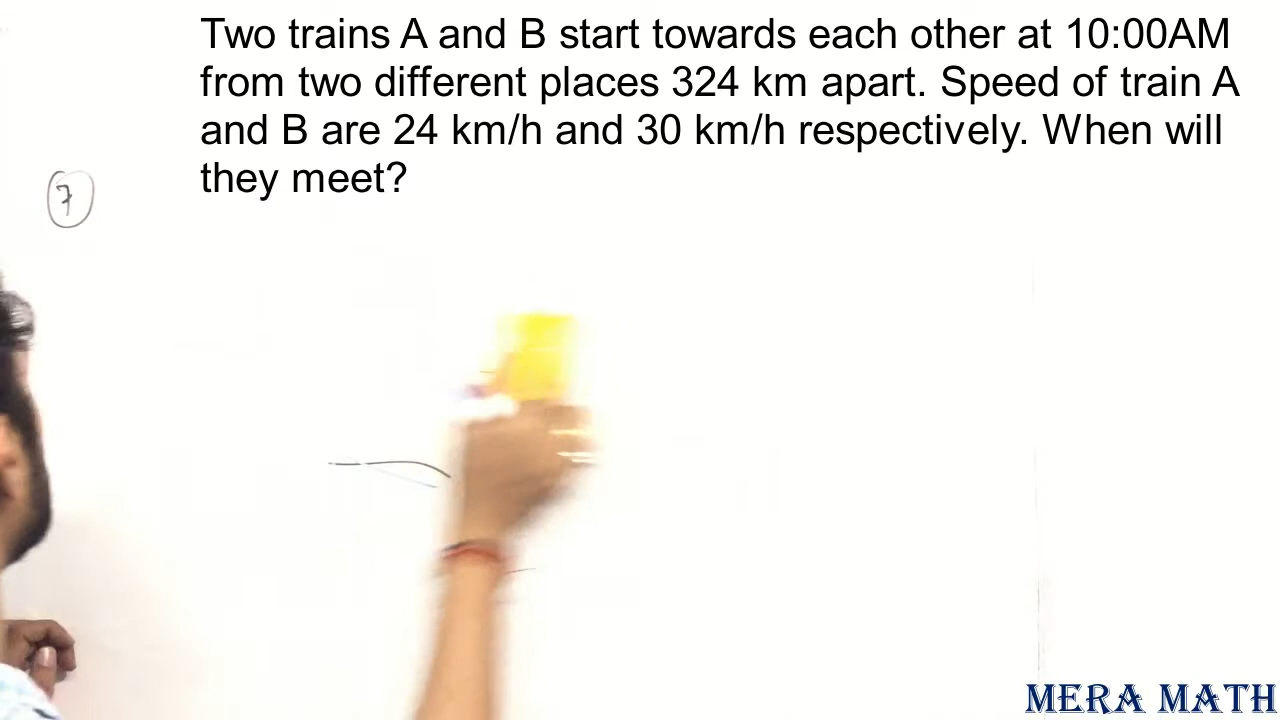 Two trains A and B start towards each other at 10:00AM
from two different places 324 km apart. Speed of train A
and B are 24 km/h and 30 km/h respectively. When will
they meet?
7
MERA MATH